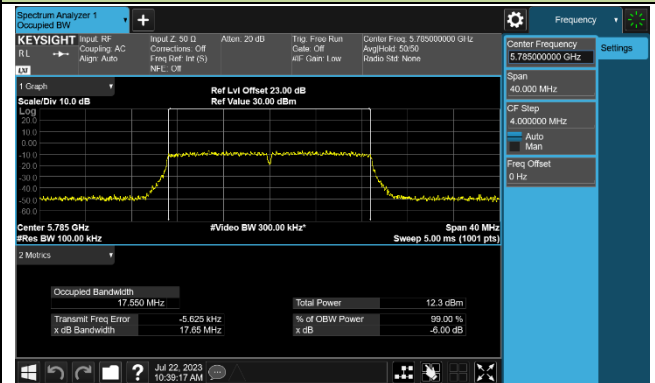 Spectrum Analyzer 1
Occupied BW
+
Frequency
KEYSIGHT
RL
LXI
Input: RF
Coupling: AC
Align: Auto
Input Z: 50 Ω
Corrections: Off
Freq Ref: Int (S)
NFE: Off
Atten: 20 dB
Trig: Free Run
Gate: Off
#IF Gain: Low
Center Freq: 5.785000000 GHz
Avg|Hold: 50/50
Radio Std: None
Center Frequency
5.785000000 GHz
Settings
Span
40.000 MHz
CF Step
4.000000 MHz
Auto
Man
Freq Offset
0 Hz
1 Graph
Scale/Div 10.0 dB
Ref Lvl Offset 23.00 dB
Ref Value 30.00 dBm
Log
20.0
10.0
0.00
-10.0
-20.0
-30.0
-40.0
-50.0
-60.0
Center 5.785 GHz
#Res BW 100.00 kHz
#Video BW 300.00 kHz*
Span 40 MHz
Sweep 5.00 ms (1001 pts)
2 Metrics
Occupied Bandwidth
17.550 MHz
Total Power 12.3 dBm
Transmit Freq Error -5.625 kHz
% of OBW Power 99.00 %
x dB Bandwidth 17.65 MHz
x dB -6.00 dB
?
Jul 22, 2023
10:39:17 AM